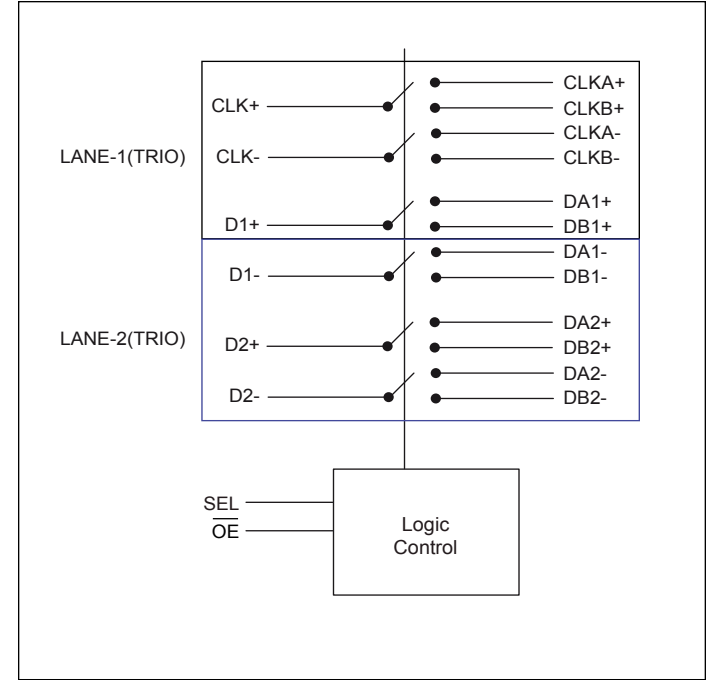 CLKA+
CLK+
CLKB+
CLKA-
LANE-1(TRIO)
CLK-
CLKB-
DA1+
D1+
DB1+
DA1-
D1-
DB1-
DA2+
LANE-2(TRIO)
D2+
DB2+
DA2-
D2-
DB2-
SEL
OE
Logic
Control